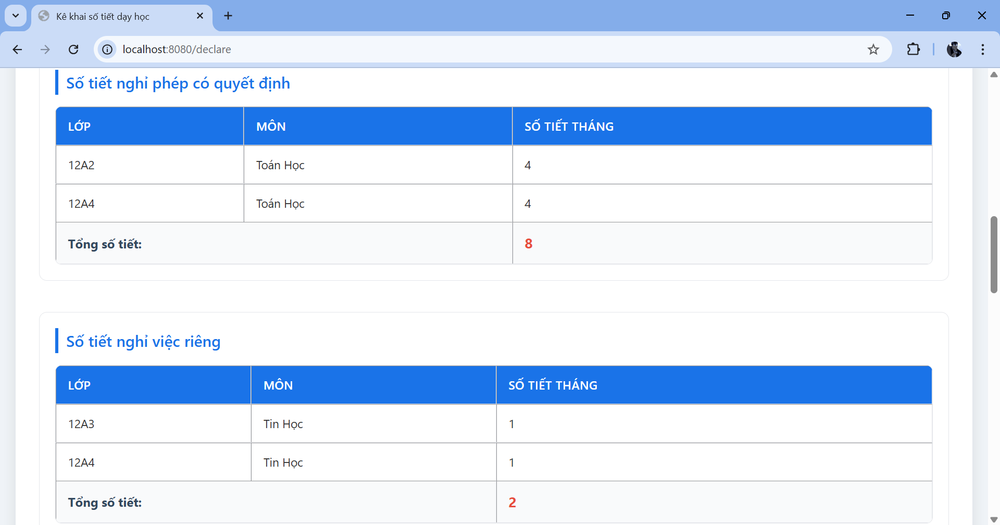 Kê khai số tiết dạy học
localhost:8080/declare
Số tiết nghỉ phép có quyết định
LỚP MÔN SỐ TIẾT THÁNG
12A2 Toán Học 4
12A4 Toán Học 4
Tổng số tiết: 8
Số tiết nghỉ việc riêng
LỚP MÔN SỐ TIẾT THÁNG
12A3 Tin Học 1
12A4 Tin Học 1
Tổng số tiết: 2